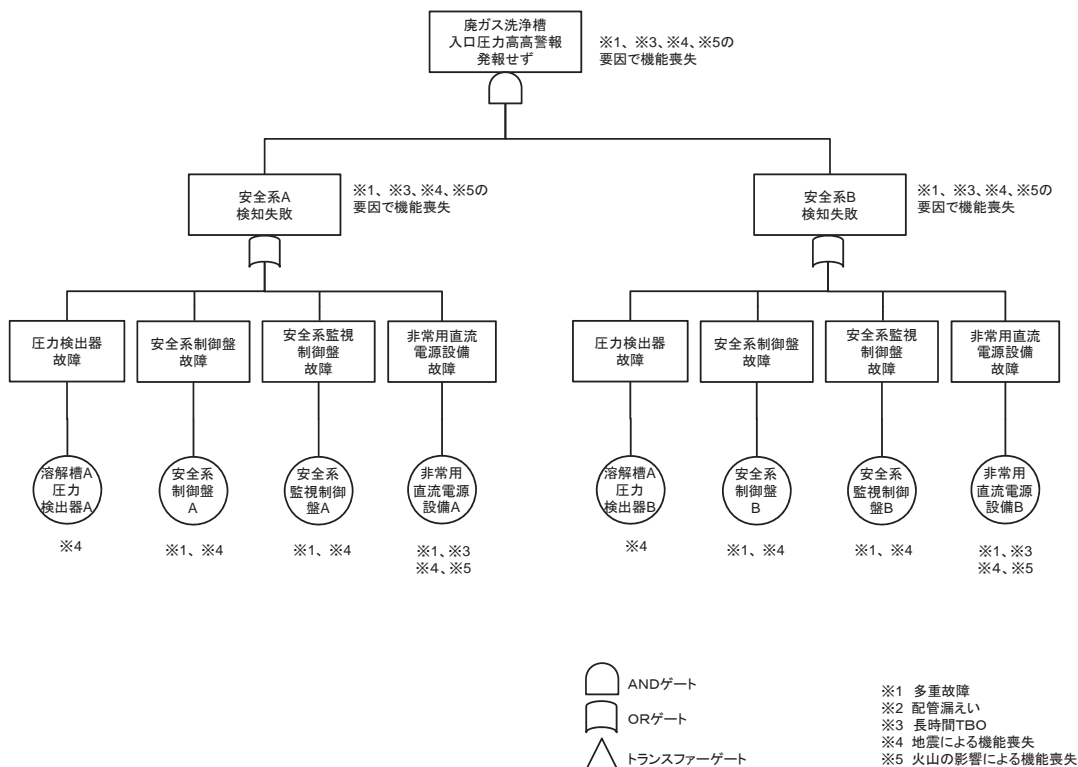 廃ガス洗浄槽
入口圧力高高警報
発報せず
※1、※3、※4、※5の
要因で機能喪失
安全系A
検知失敗
※1、※3、※4、※5の
要因で機能喪失
安全系B
検知失敗
※1、※3、※4、※5の
要因で機能喪失
圧力検出器
故障
安全系制御盤
故障
安全系監視
制御盤
故障
非常用直流
電源設備
故障
圧力検出器
故障
安全系制御盤
故障
安全系監視
制御盤
故障
非常用直流
電源設備
故障
溶解槽A
圧力
検出器A
安全系
制御盤
A
安全系
監視制御
盤A
非常用
直流電源
設備A
溶解槽A
圧力
検出器B
安全系
制御盤
B
安全系
監視制御
盤B
非常用
直流電源
設備B
※4
※1、※4
※1、※4
※1、※3
※4、※5
※4
※1、※4
※1、※4
※1、※3
※4、※5
ANDゲート
ORゲート
トランスファーゲート
※1 多重故障
※2 配管漏えい
※3 長時間TBO
※4 地震による機能喪失
※5 火山の影響による機能喪失